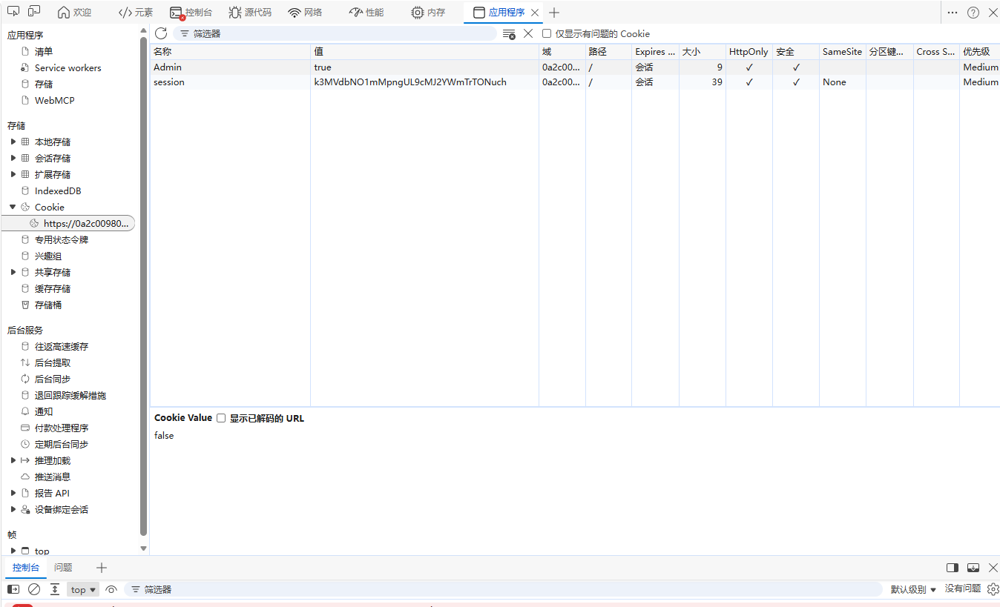 欢迎 元素 控制台 源代码 网络 性能 内存 应用程序
应用程序
清单
Service workers
存储
WebMCP
存储
本地存储
会话存储
扩展存储
IndexedDB
Cookie
https://0a2c00980...
专用状态令牌
兴趣组
共享存储
缓存存储
存储桶
后台服务
往返高速缓存
后台提取
后台同步
退回跟踪缓解措施
通知
付款处理程序
定期后台同步
推理加载
推送消息
报告 API
设备绑定会话
帧
top
筛选器 仅显示有问题的 Cookie
名称 值 域 路径 Expires ... 大小 HttpOnly 安全 SameSite 分区键... Cross S... 优先级
Admin true 0a2c00... / 会话 9 ✓ ✓ Medium
session k3MVdbNO1mMpngUL9cMJ2YWmTrTONuch 0a2c00... / 会话 39 ✓ ✓ None Medium
Cookie Value 显示已解码的 URL
false
控制台 问题
top 筛选器 默认级别 没有问题